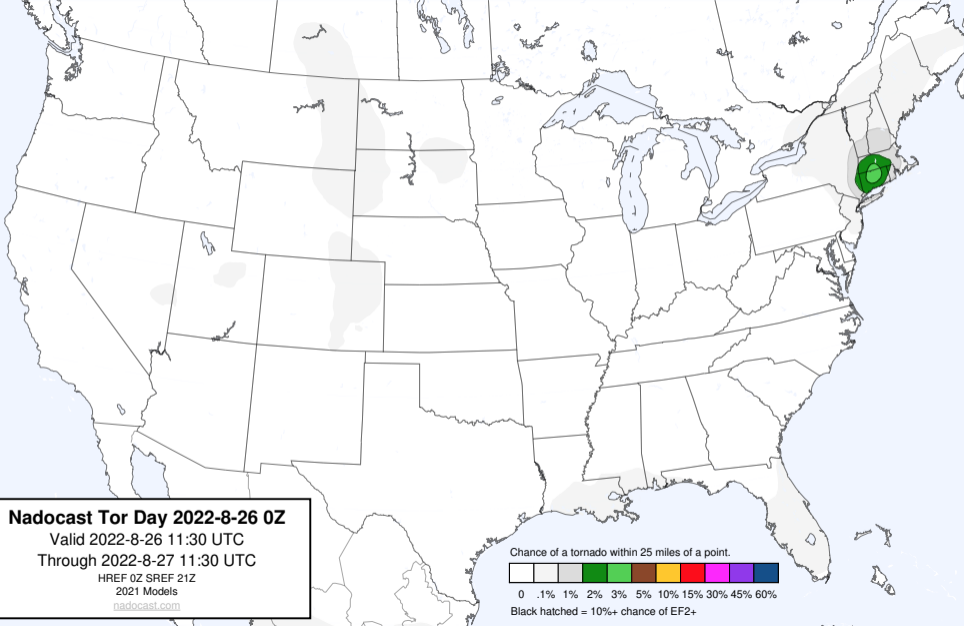 Nadocast Tor Day 2022-8-26 0Z
Valid 2022-8-26 11:30 UTC
Through 2022-8-27 11:30 UTC
HREF 0Z SREF 21Z
2021 Models
nadocast.com
Chance of a tornado within 25 miles of a point.
0 .1% 1% 2% 3% 5% 10% 15% 30% 45% 60%
Black hatched = 10%+ chance of EF2+